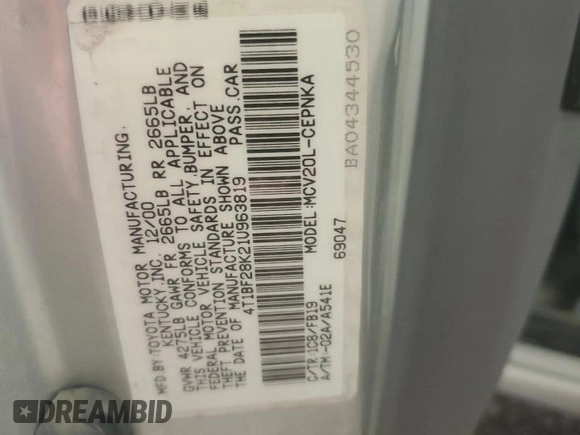 MFD.BY:TOYOTA MOTOR MANUFACTURING.
KENTUCKY,INC. 12/00
GVWR 4275LB GAWR FR 2665LB RR 2665LB
THIS VEHICLE CONFORMS TO ALL APPLICABLE
FEDERAL MOTOR VEHICLE SAFETY,BUMPER, AND
THEFT PREVENTION STANDARDS IN EFFECT ON
THE DATE OF MANUFACTURE SHOWN ABOVE
4T1BF28K21U963819 PASS.CAR
C/TR:1C8/FB19 MODEL:MCV20L-CEPNKA
A/TM-02A/A541E
69047
BA04344530
DREAMBID